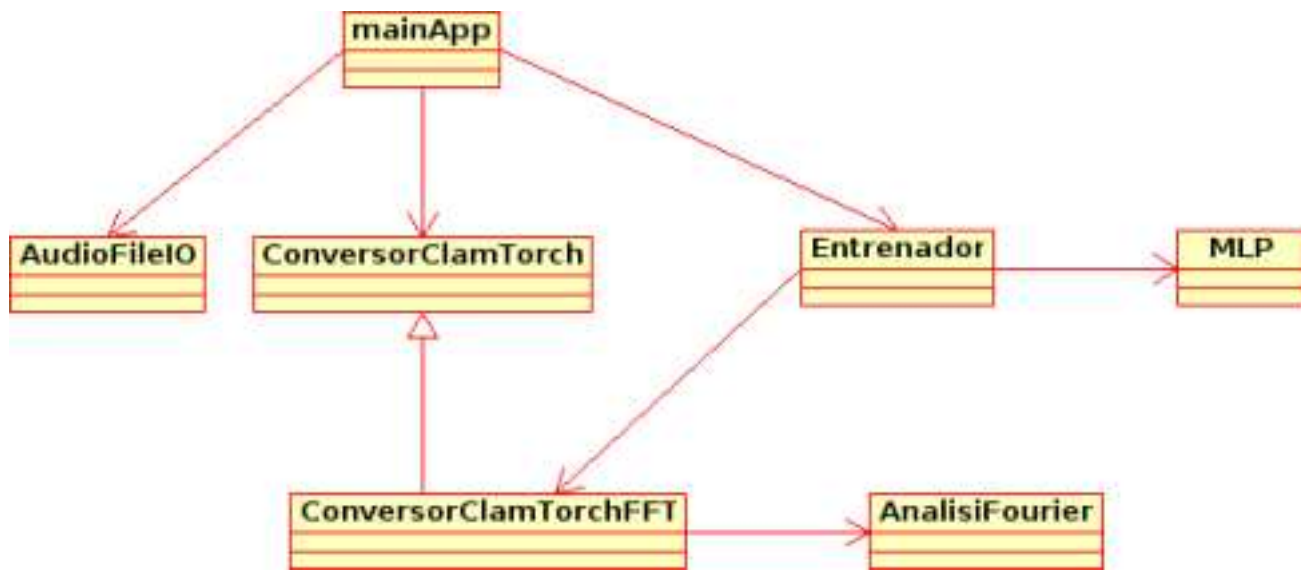 mainApp
AudioFileIO
ConversorClamTorch
Entrenador
MLP
ConversorClamTorchFFT
AnalisiFourier